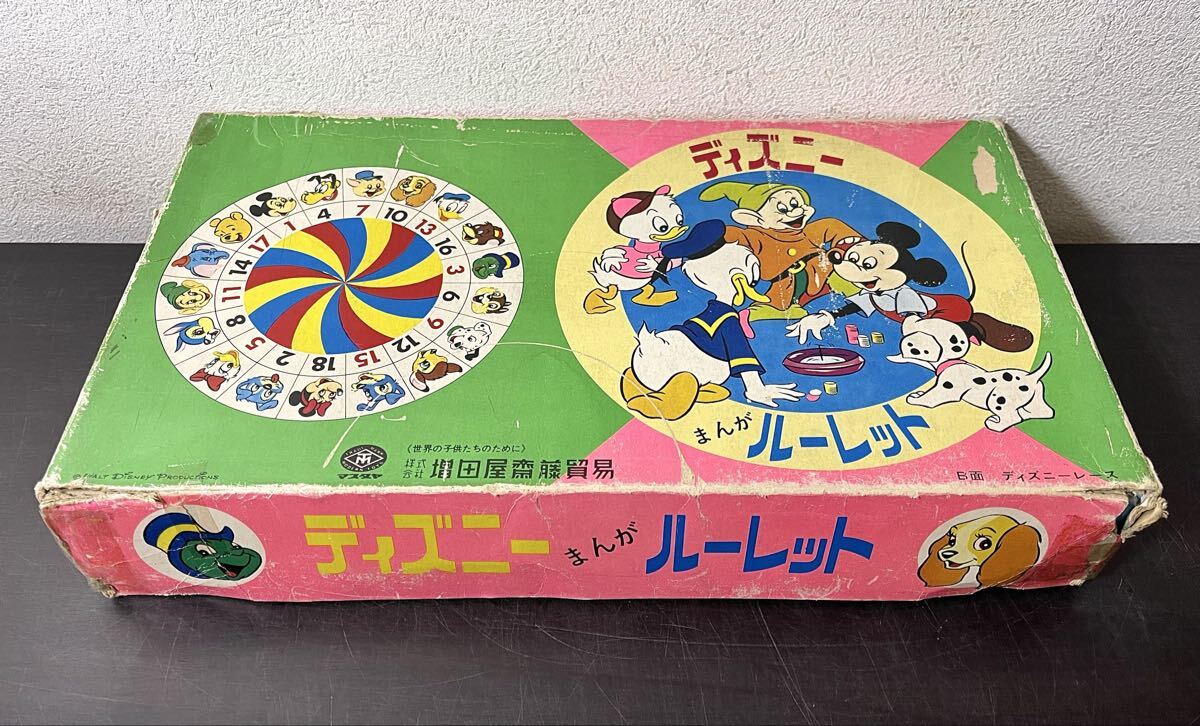 ディズニー
まんが ルーレット
1 4 7 10 13 16 3 6 9 12 15 18 2 5 8 11 14 17
〈世界の子供たちのために〉
株式会社 増田屋齋藤貿易
マスダヤ
© WALT DISNEY PRODUCTIONS
B面 ディズニーレース
ディズニー まんが ルーレット